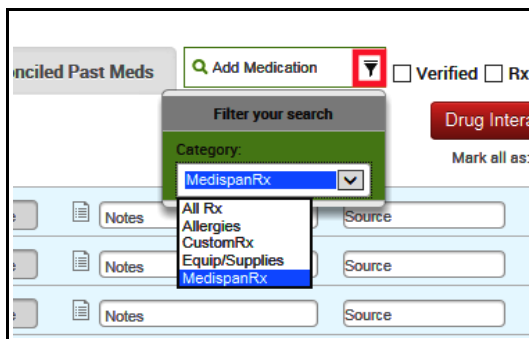 nciled Past Meds
Add Medication
Verified
Rx
Filter your search
Drug Intera
Category:
Mark all as:
MedispanRx
All Rx
Allergies
CustomRx
Equip/Supplies
MedispanRx
Notes
Source
Notes
Source
Notes
Source